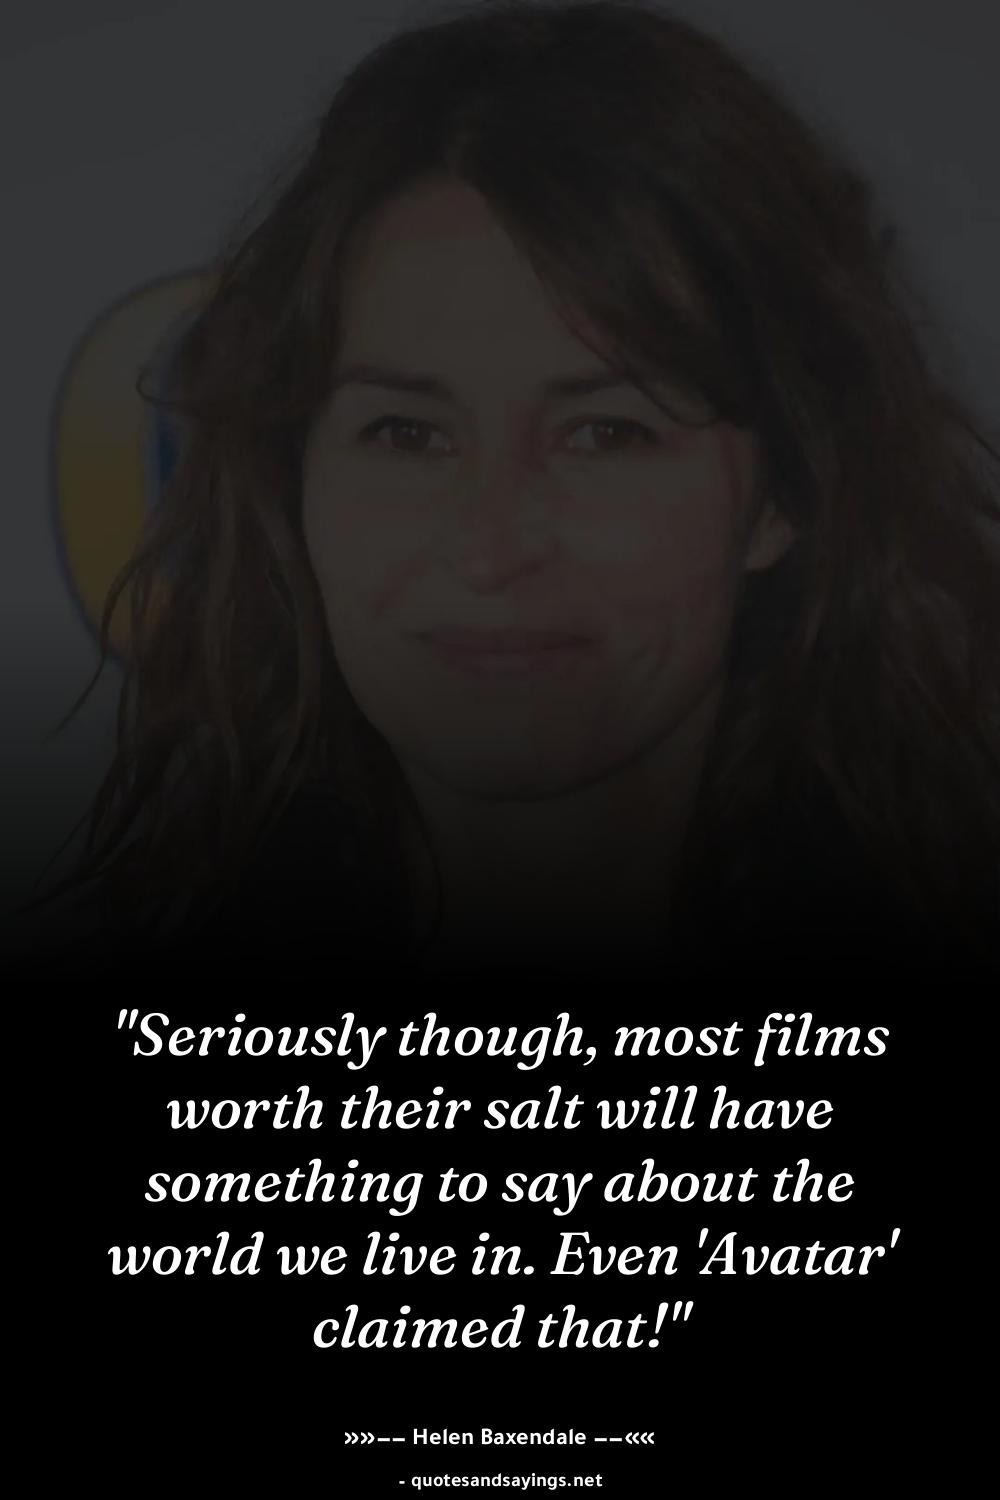 "Seriously though, most films
worth their salt will have
something to say about the
world we live in. Even 'Avatar'
claimed that!"
»»–– Helen Baxendale ––««
- quotesandsayings.net